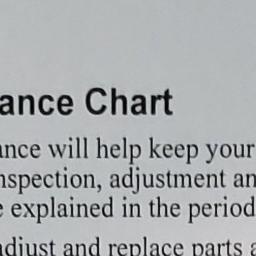 ance Chart
ance will help keep your
nspection, adjustment an
e explained in the period
adjust and replace parts a